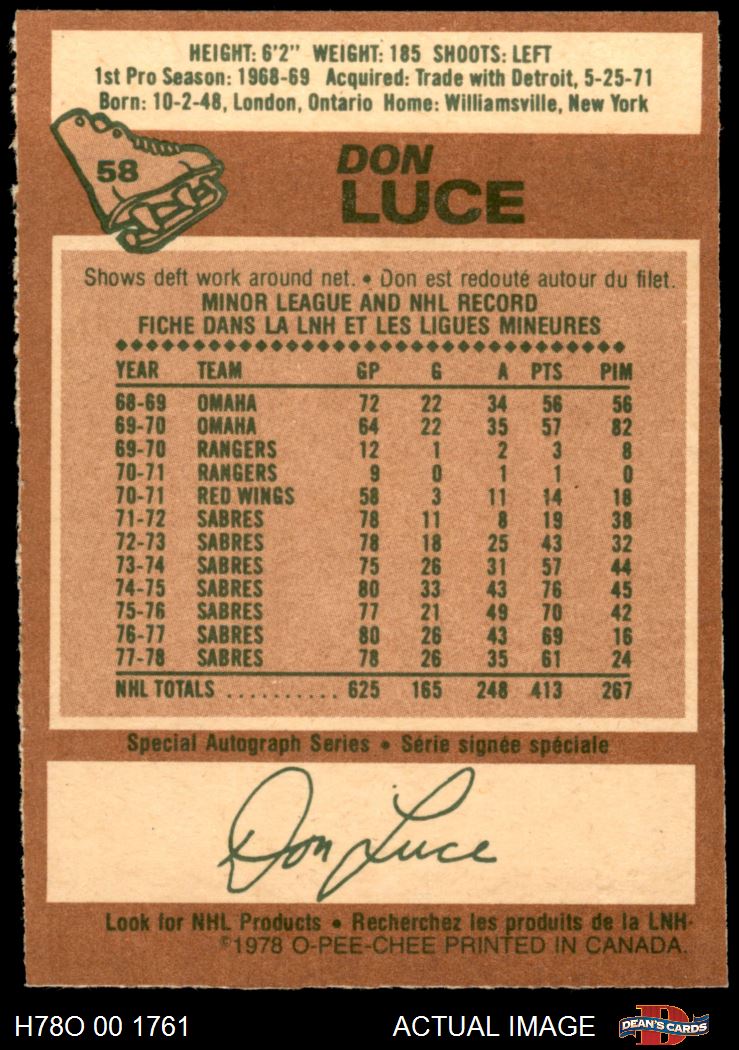 HEIGHT: 6'2" WEIGHT: 185 SHOOTS: LEFT
1st Pro Season: 1968-69 Acquired: Trade with Detroit, 5-25-71
Born: 10-2-48, London, Ontario Home: Williamsville, New York
58
DON
LUCE
Shows deft work around net. • Don est redouté autour du filet.
MINOR LEAGUE AND NHL RECORD
FICHE DANS LA LNH ET LES LIGUES MINEURES
YEAR TEAM GP G A PTS PIM
68-69 OMAHA 72 22 34 56 56
69-70 OMAHA 64 22 35 57 82
69-70 RANGERS 12 1 2 3 8
70-71 RANGERS 9 0 1 1 0
70-71 RED WINGS 58 3 11 14 18
71-72 SABRES 78 11 8 19 38
72-73 SABRES 78 18 25 43 32
73-74 SABRES 75 26 31 57 44
74-75 SABRES 80 33 43 76 45
75-76 SABRES 77 21 49 70 42
76-77 SABRES 80 26 43 69 16
77-78 SABRES 78 26 35 61 24
NHL TOTALS .......... 625 165 248 413 267
Special Autograph Series • Série signée spéciale
Don Luce
Look for NHL Products • Recherchez les produits de la LNH·
©1978 O-PEE-CHEE PRINTED IN CANADA.
H78O 00 1761 ACTUAL IMAGE D DEAN'S CARDS